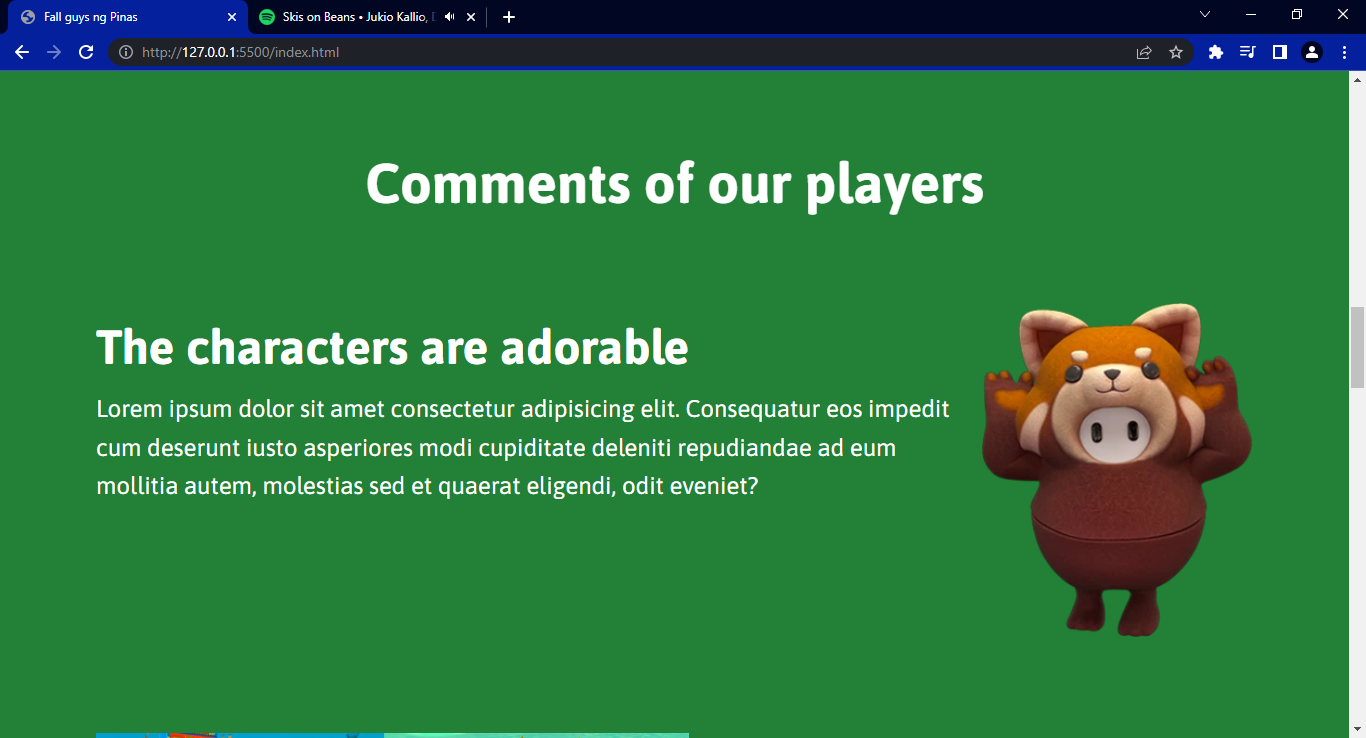 Fall guys ng Pinas
Skis on Beans • Jukio Kallio,
http://127.0.0.1:5500/index.html
Comments of our players
The characters are adorable
Lorem ipsum dolor sit amet consectetur adipisicing elit. Consequatur eos impedit
cum deserunt iusto asperiores modi cupiditate deleniti repudiandae ad eum
mollitia autem, molestias sed et quaerat eligendi, odit eveniet?